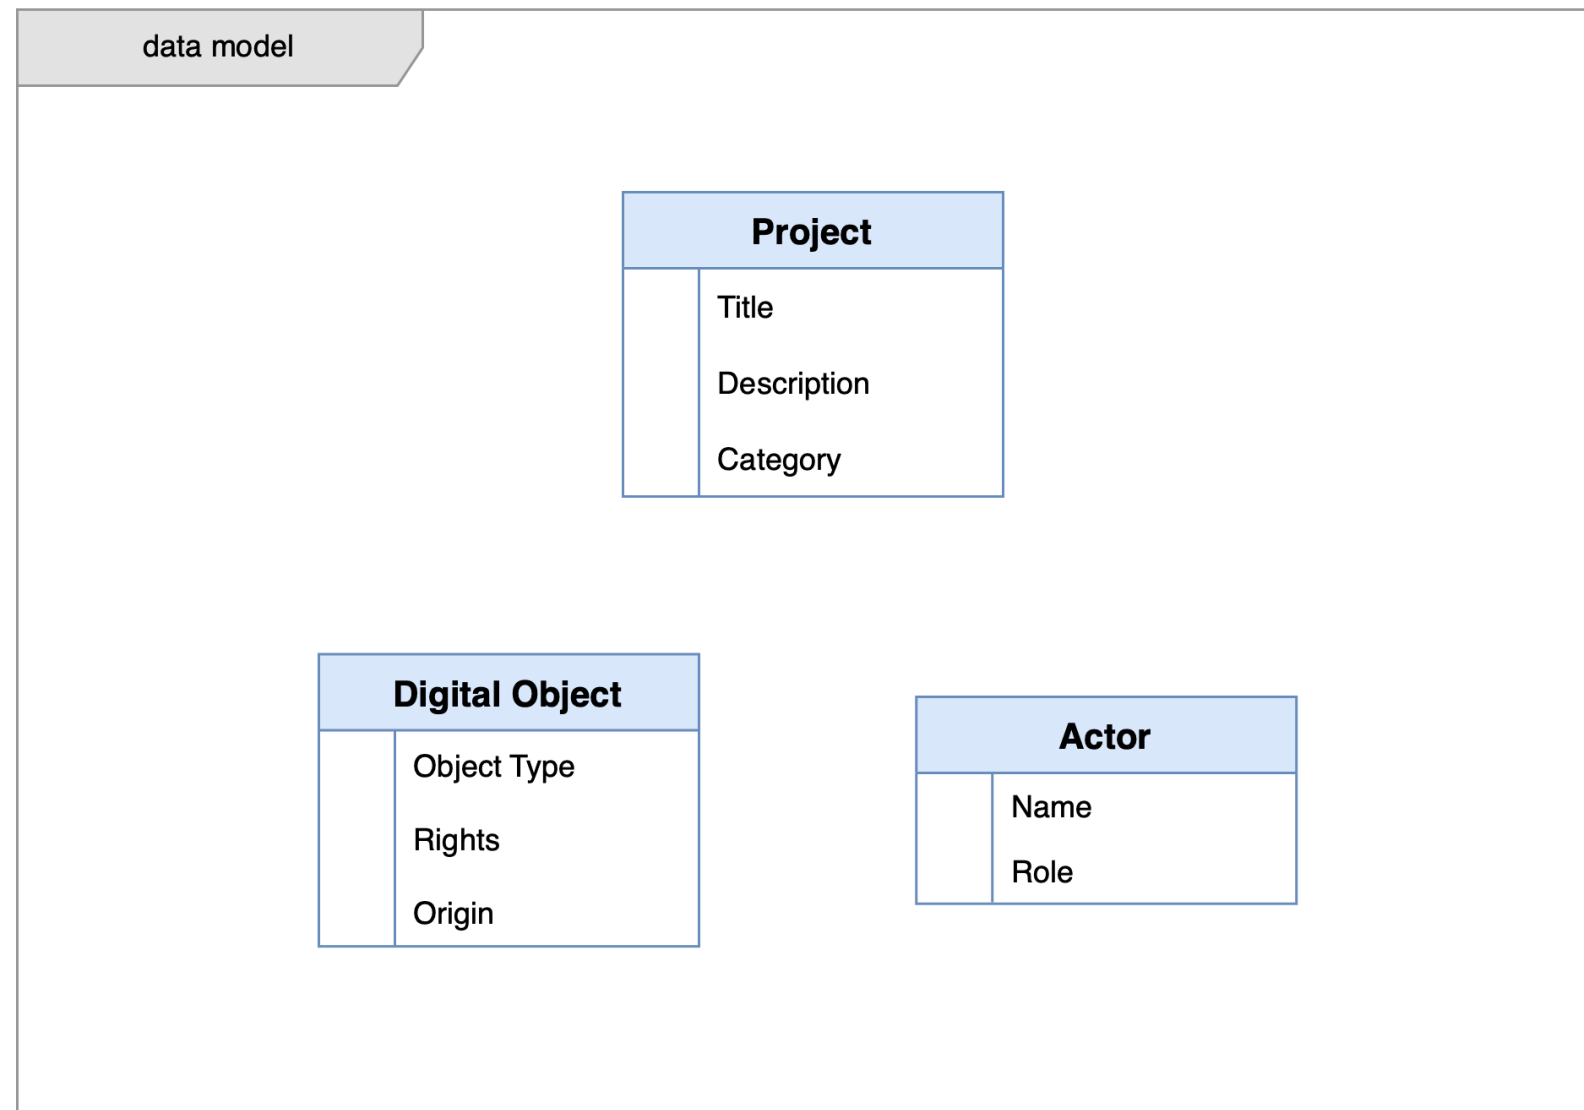 data model
Project
Title
Description
Category
Digital Object
Object Type
Rights
Origin
Actor
Name
Role